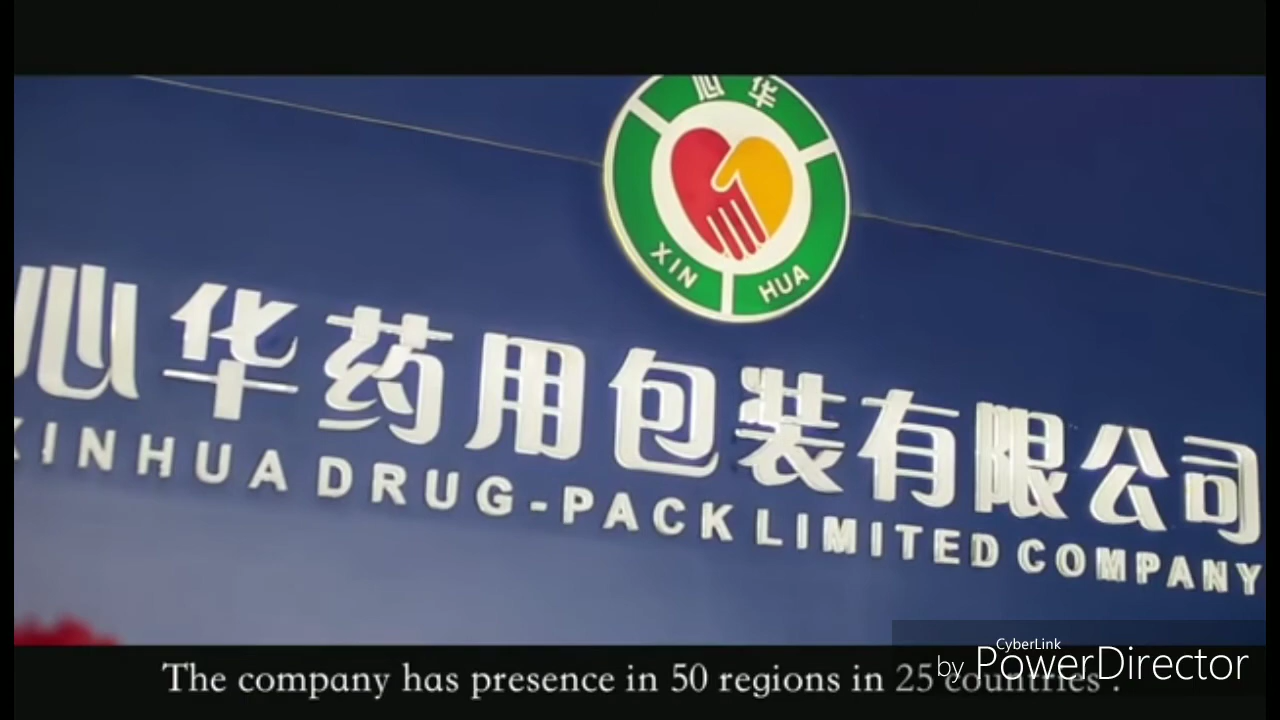 心华
XIN HUA
心华药用包装有限公司
XINHUA DRUG-PACK LIMITED COMPANY
CyberLink
by PowerDirector
The company has presence in 50 regions in 25 countries .